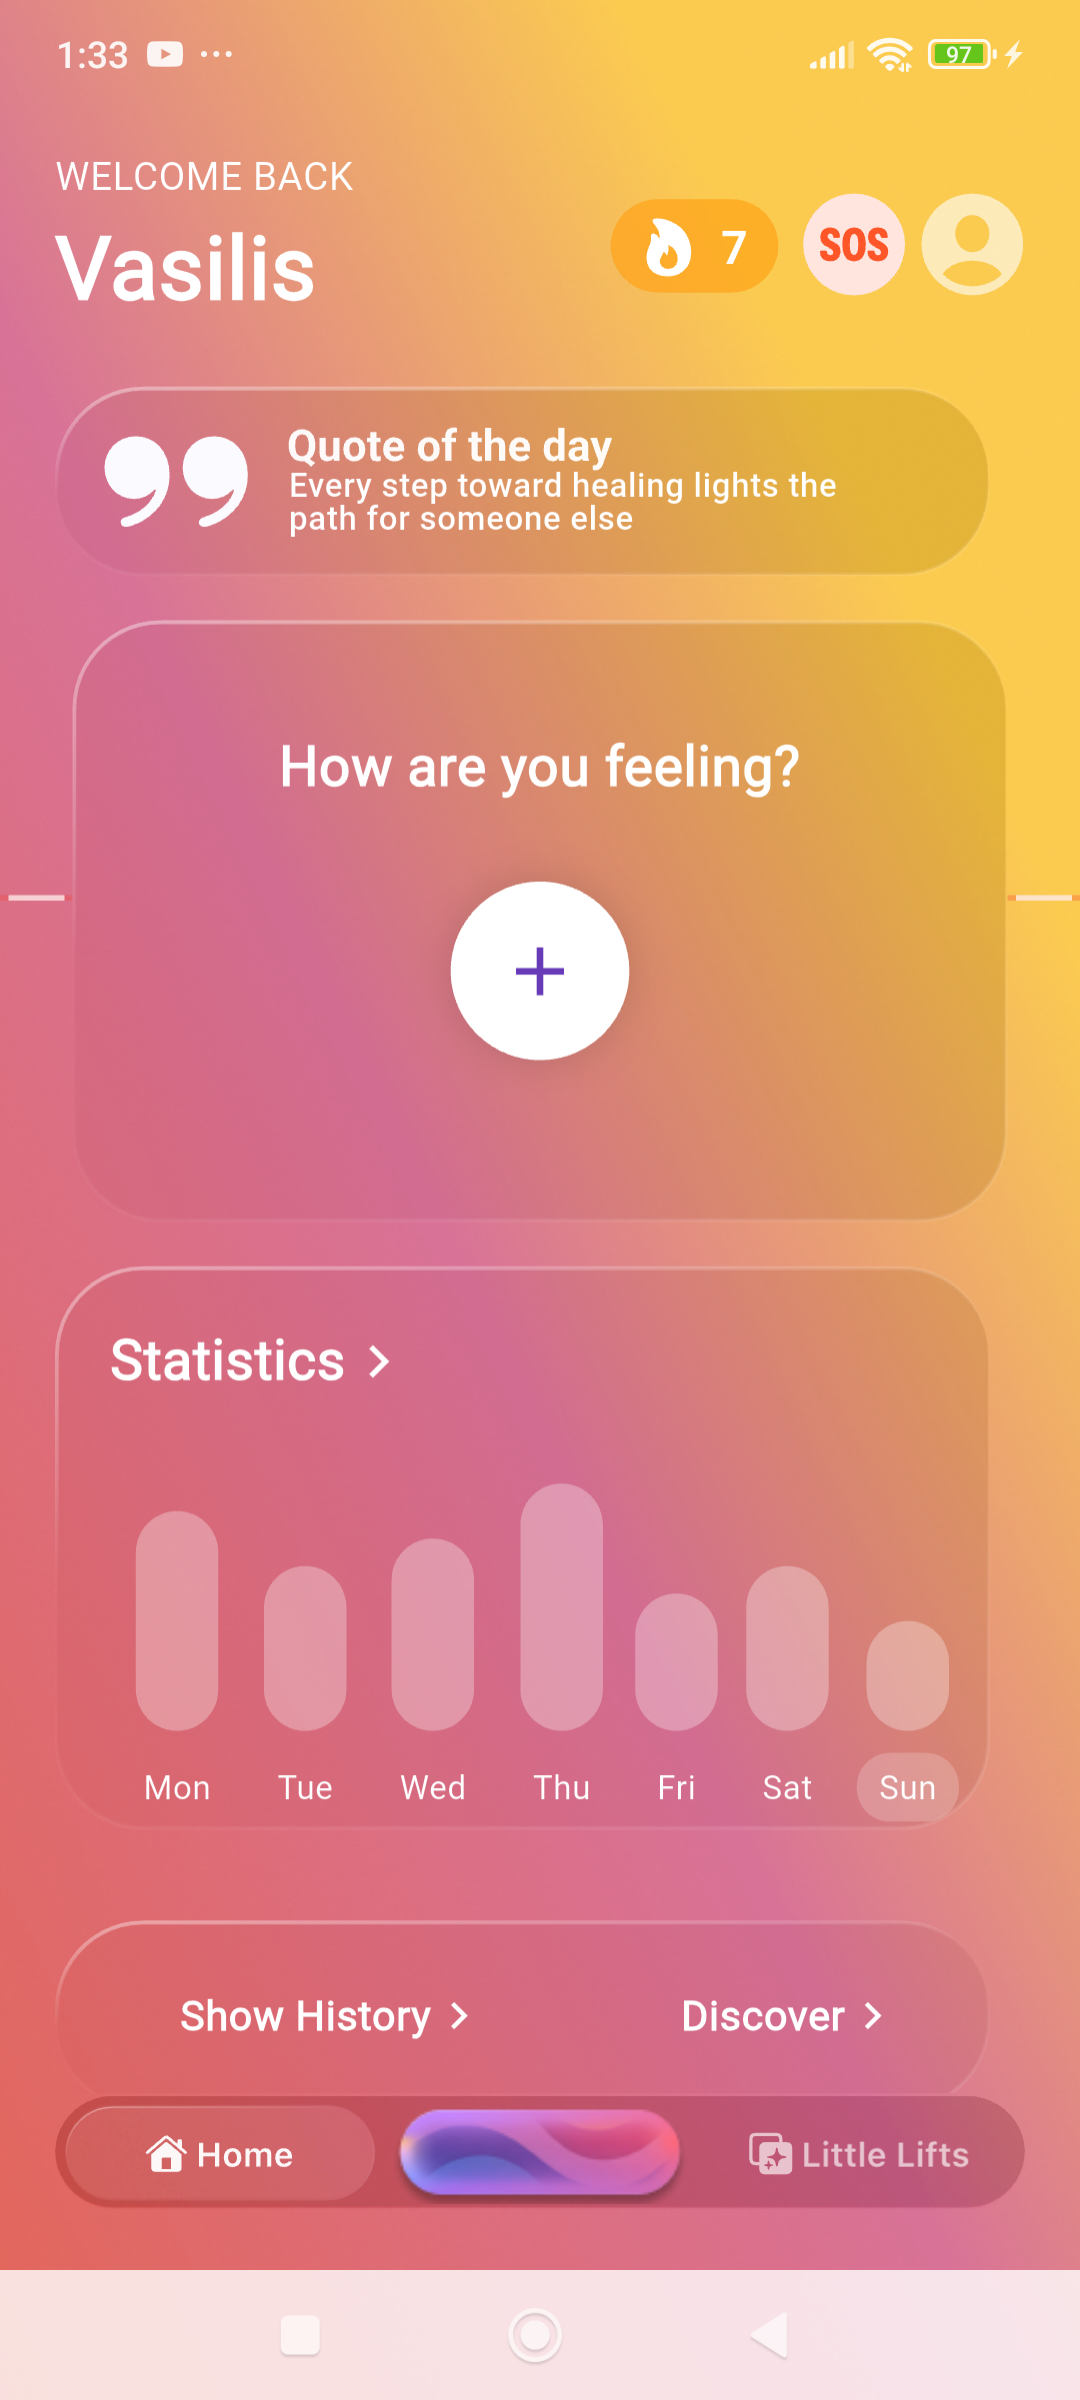 1:33
97
WELCOME BACK
Vasilis
7
SOS
Quote of the day
Every step toward healing lights the
path for someone else
How are you feeling?
Statistics
Mon Tue Wed Thu Fri Sat Sun
Show History Discover
Home Little Lifts